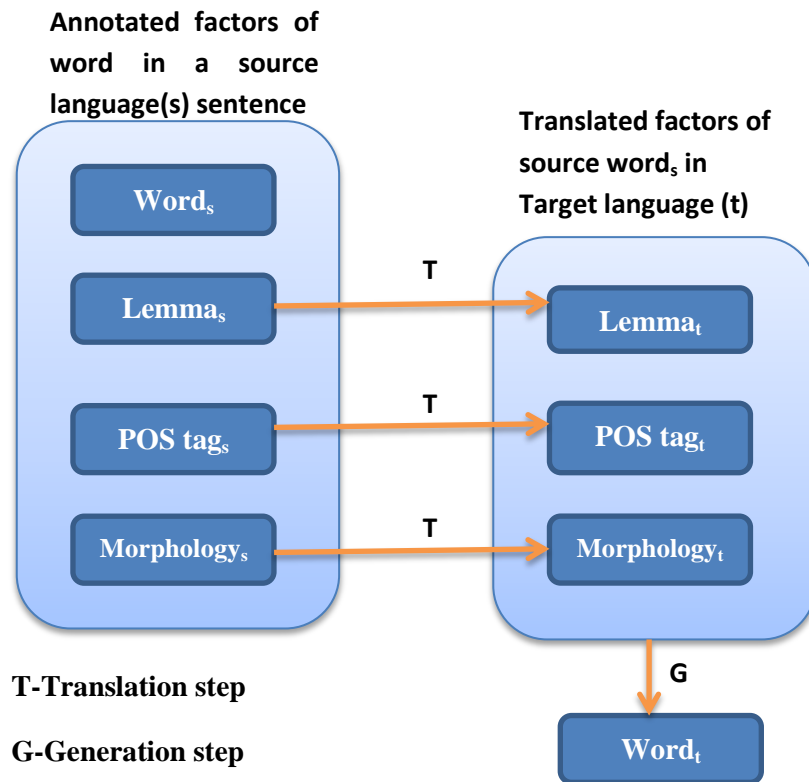 Annotated factors of
word in a source
language(s) sentence
Translated factors of
source wordₛ in
Target language (t)
Wordₛ
Lemmaₛ
T
Lemmaₜ
POS tagₛ
T
POS tagₜ
Morphologyₛ
T
Morphologyₜ
T-Translation step
G
G-Generation step
Wordₜ